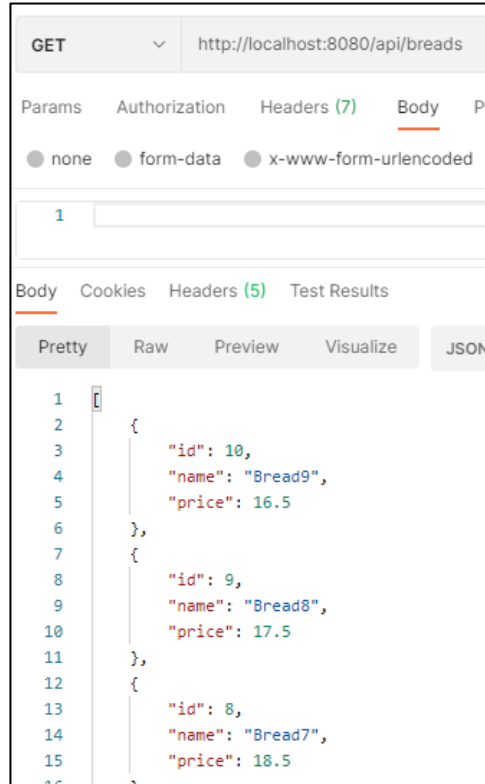 GET http://localhost:8080/api/breads
Params Authorization Headers (7) Body P
none form-data x-www-form-urlencoded
1
Body Cookies Headers (5) Test Results
Pretty Raw Preview Visualize JSON
1 [
2 {
3 "id": 10,
4 "name": "Bread9",
5 "price": 16.5
6 },
7 {
8 "id": 9,
9 "name": "Bread8",
10 "price": 17.5
11 },
12 {
13 "id": 8,
14 "name": "Bread7",
15 "price": 18.5
16 }